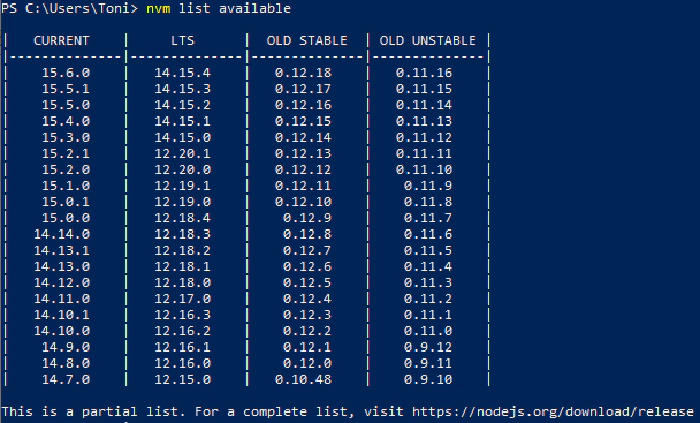 PS C:\Users\Toni> nvm list available
|   CURRENT    |     LTS      |  OLD STABLE  | OLD UNSTABLE |
|--------------|--------------|--------------|--------------|
|    15.6.0    |   14.15.4    |   0.12.18    |   0.11.16    |
|    15.5.1    |   14.15.3    |   0.12.17    |   0.11.15    |
|    15.5.0    |   14.15.2    |   0.12.16    |   0.11.14    |
|    15.4.0    |   14.15.1    |   0.12.15    |   0.11.13    |
|    15.3.0    |   14.15.0    |   0.12.14    |   0.11.12    |
|    15.2.1    |   12.20.1    |   0.12.13    |   0.11.11    |
|    15.2.0    |   12.20.0    |   0.12.12    |   0.11.10    |
|    15.1.0    |   12.19.1    |   0.12.11    |    0.11.9    |
|    15.0.1    |   12.19.0    |   0.12.10    |    0.11.8    |
|    15.0.0    |   12.18.4    |    0.12.9    |    0.11.7    |
|   14.14.0    |   12.18.3    |    0.12.8    |    0.11.6    |
|   14.13.1    |   12.18.2    |    0.12.7    |    0.11.5    |
|   14.13.0    |   12.18.1    |    0.12.6    |    0.11.4    |
|   14.12.0    |   12.18.0    |    0.12.5    |    0.11.3    |
|   14.11.0    |   12.17.0    |    0.12.4    |    0.11.2    |
|   14.10.1    |   12.16.3    |    0.12.3    |    0.11.1    |
|   14.10.0    |   12.16.2    |    0.12.2    |    0.11.0    |
|    14.9.0    |   12.16.1    |    0.12.1    |    0.9.12    |
|    14.8.0    |   12.16.0    |    0.12.0    |    0.9.11    |
|    14.7.0    |   12.15.0    |   0.10.48    |    0.9.10    |
This is a partial list. For a complete list, visit https://nodejs.org/download/release